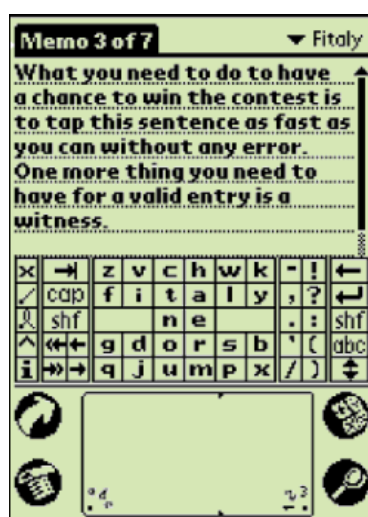 Memo 3 of 7 Fitaly
What you need to do to have
a chance to win the contest is
to tap this sentence as fast as
you can without any error.
One more thing you need to
have for a valid entry is a
witness.
z v c h w k - !
cap f i t a l y , ?
shf n e . : shf
g d o r s b ' ( abc
i q j u m p x / )